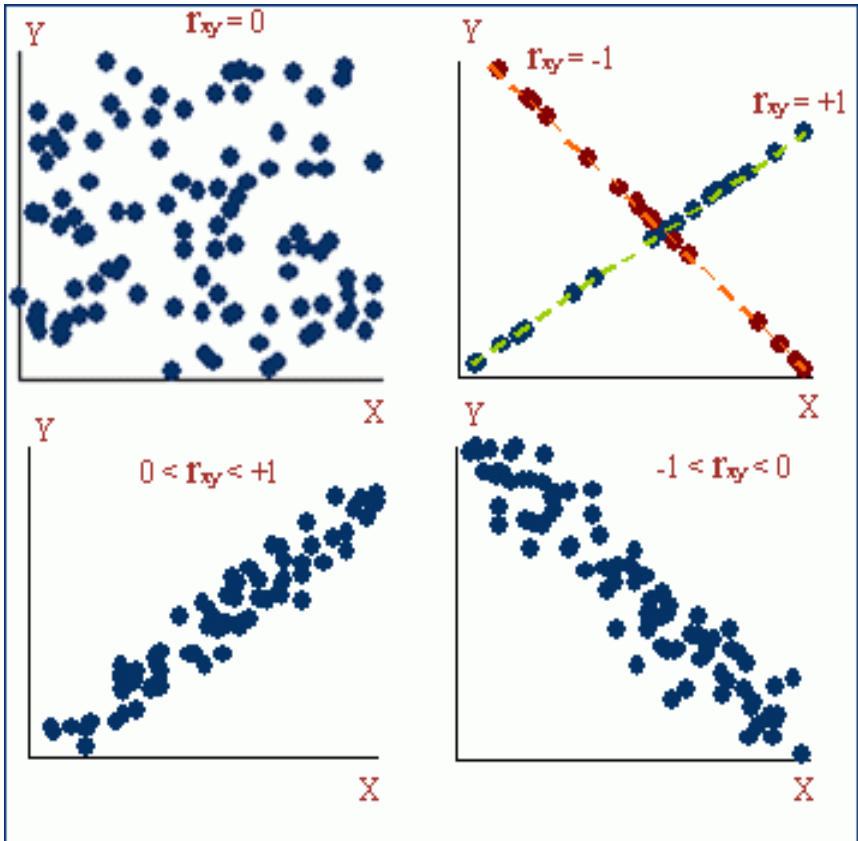 Y
rxy = 0
X
Y
rxy = -1
rxy = +1
X
Y
0 < rxy < +1
X
Y
-1 < rxy < 0
X